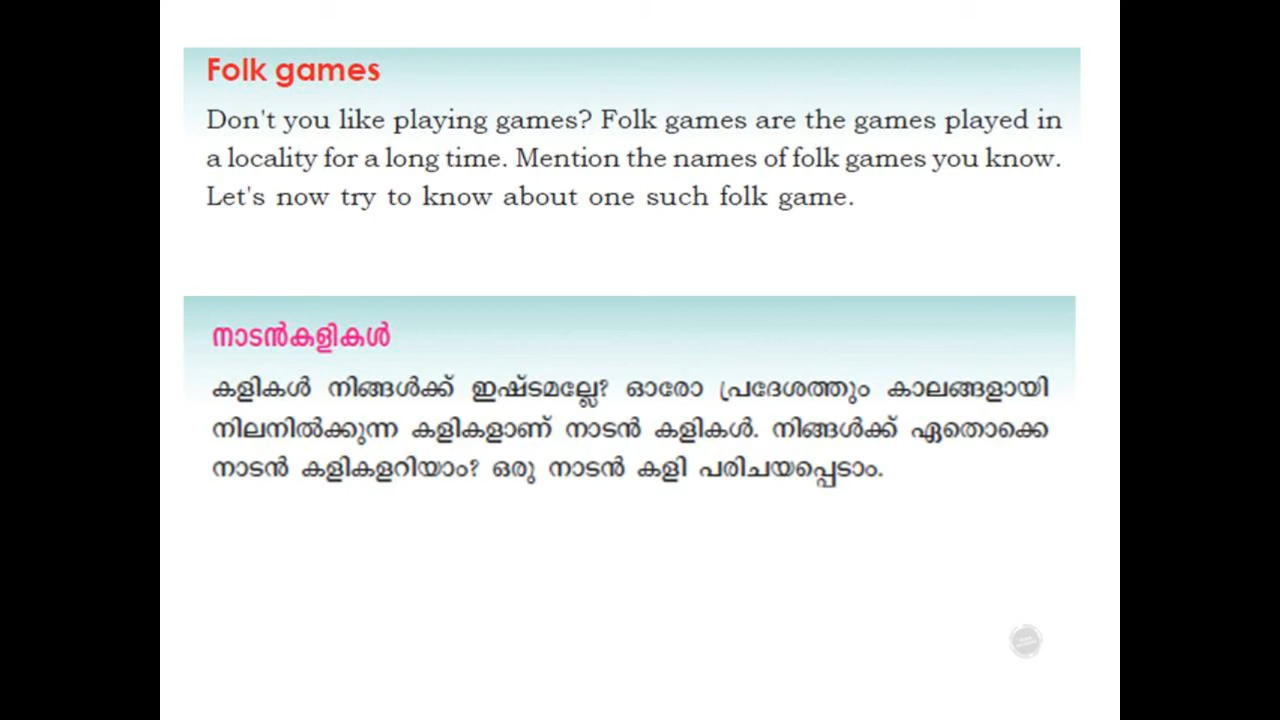 Folk games
Don't you like playing games? Folk games are the games played in
a locality for a long time. Mention the names of folk games you know.
Let's now try to know about one such folk game.
നാടൻകളികൾ
കളികൾ നിങ്ങൾക്ക് ഇഷ്ടമല്ലേ? ഓരോ പ്രദേശത്തും കാലങ്ങളായി
നിലനിൽക്കുന്ന കളികളാണ് നാടൻ കളികൾ. നിങ്ങൾക്ക് ഏതൊക്കെ
നാടൻ കളികളറിയാം? ഒരു നാടൻ കളി പരിചയപ്പെടാം.